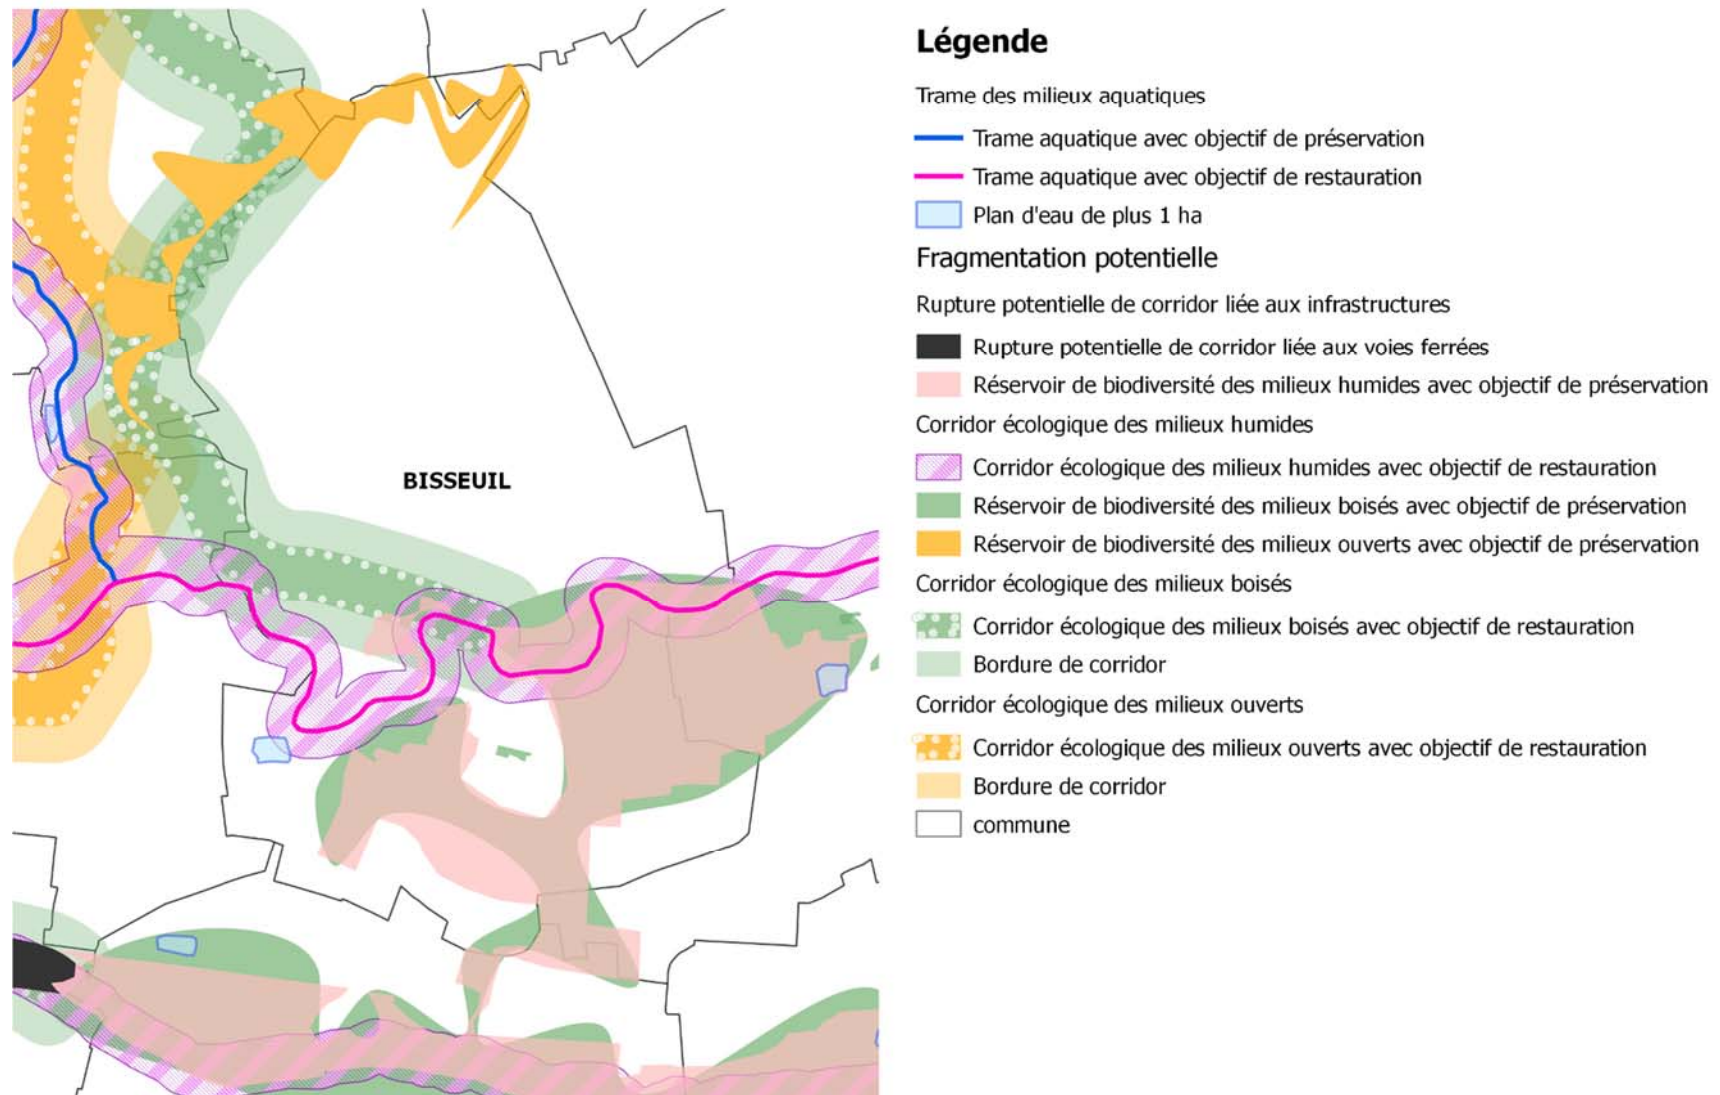 BISSEUIL
Légende
Trame des milieux aquatiques
Trame aquatique avec objectif de préservation
Trame aquatique avec objectif de restauration
Plan d'eau de plus 1 ha
Fragmentation potentielle
Rupture potentielle de corridor liée aux infrastructures
Rupture potentielle de corridor liée aux voies ferrées
Réservoir de biodiversité des milieux humides avec objectif de préservation
Corridor écologique des milieux humides
Corridor écologique des milieux humides avec objectif de restauration
Réservoir de biodiversité des milieux boisés avec objectif de préservation
Réservoir de biodiversité des milieux ouverts avec objectif de préservation
Corridor écologique des milieux boisés
Corridor écologique des milieux boisés avec objectif de restauration
Bordure de corridor
Corridor écologique des milieux ouverts
Corridor écologique des milieux ouverts avec objectif de restauration
Bordure de corridor
commune